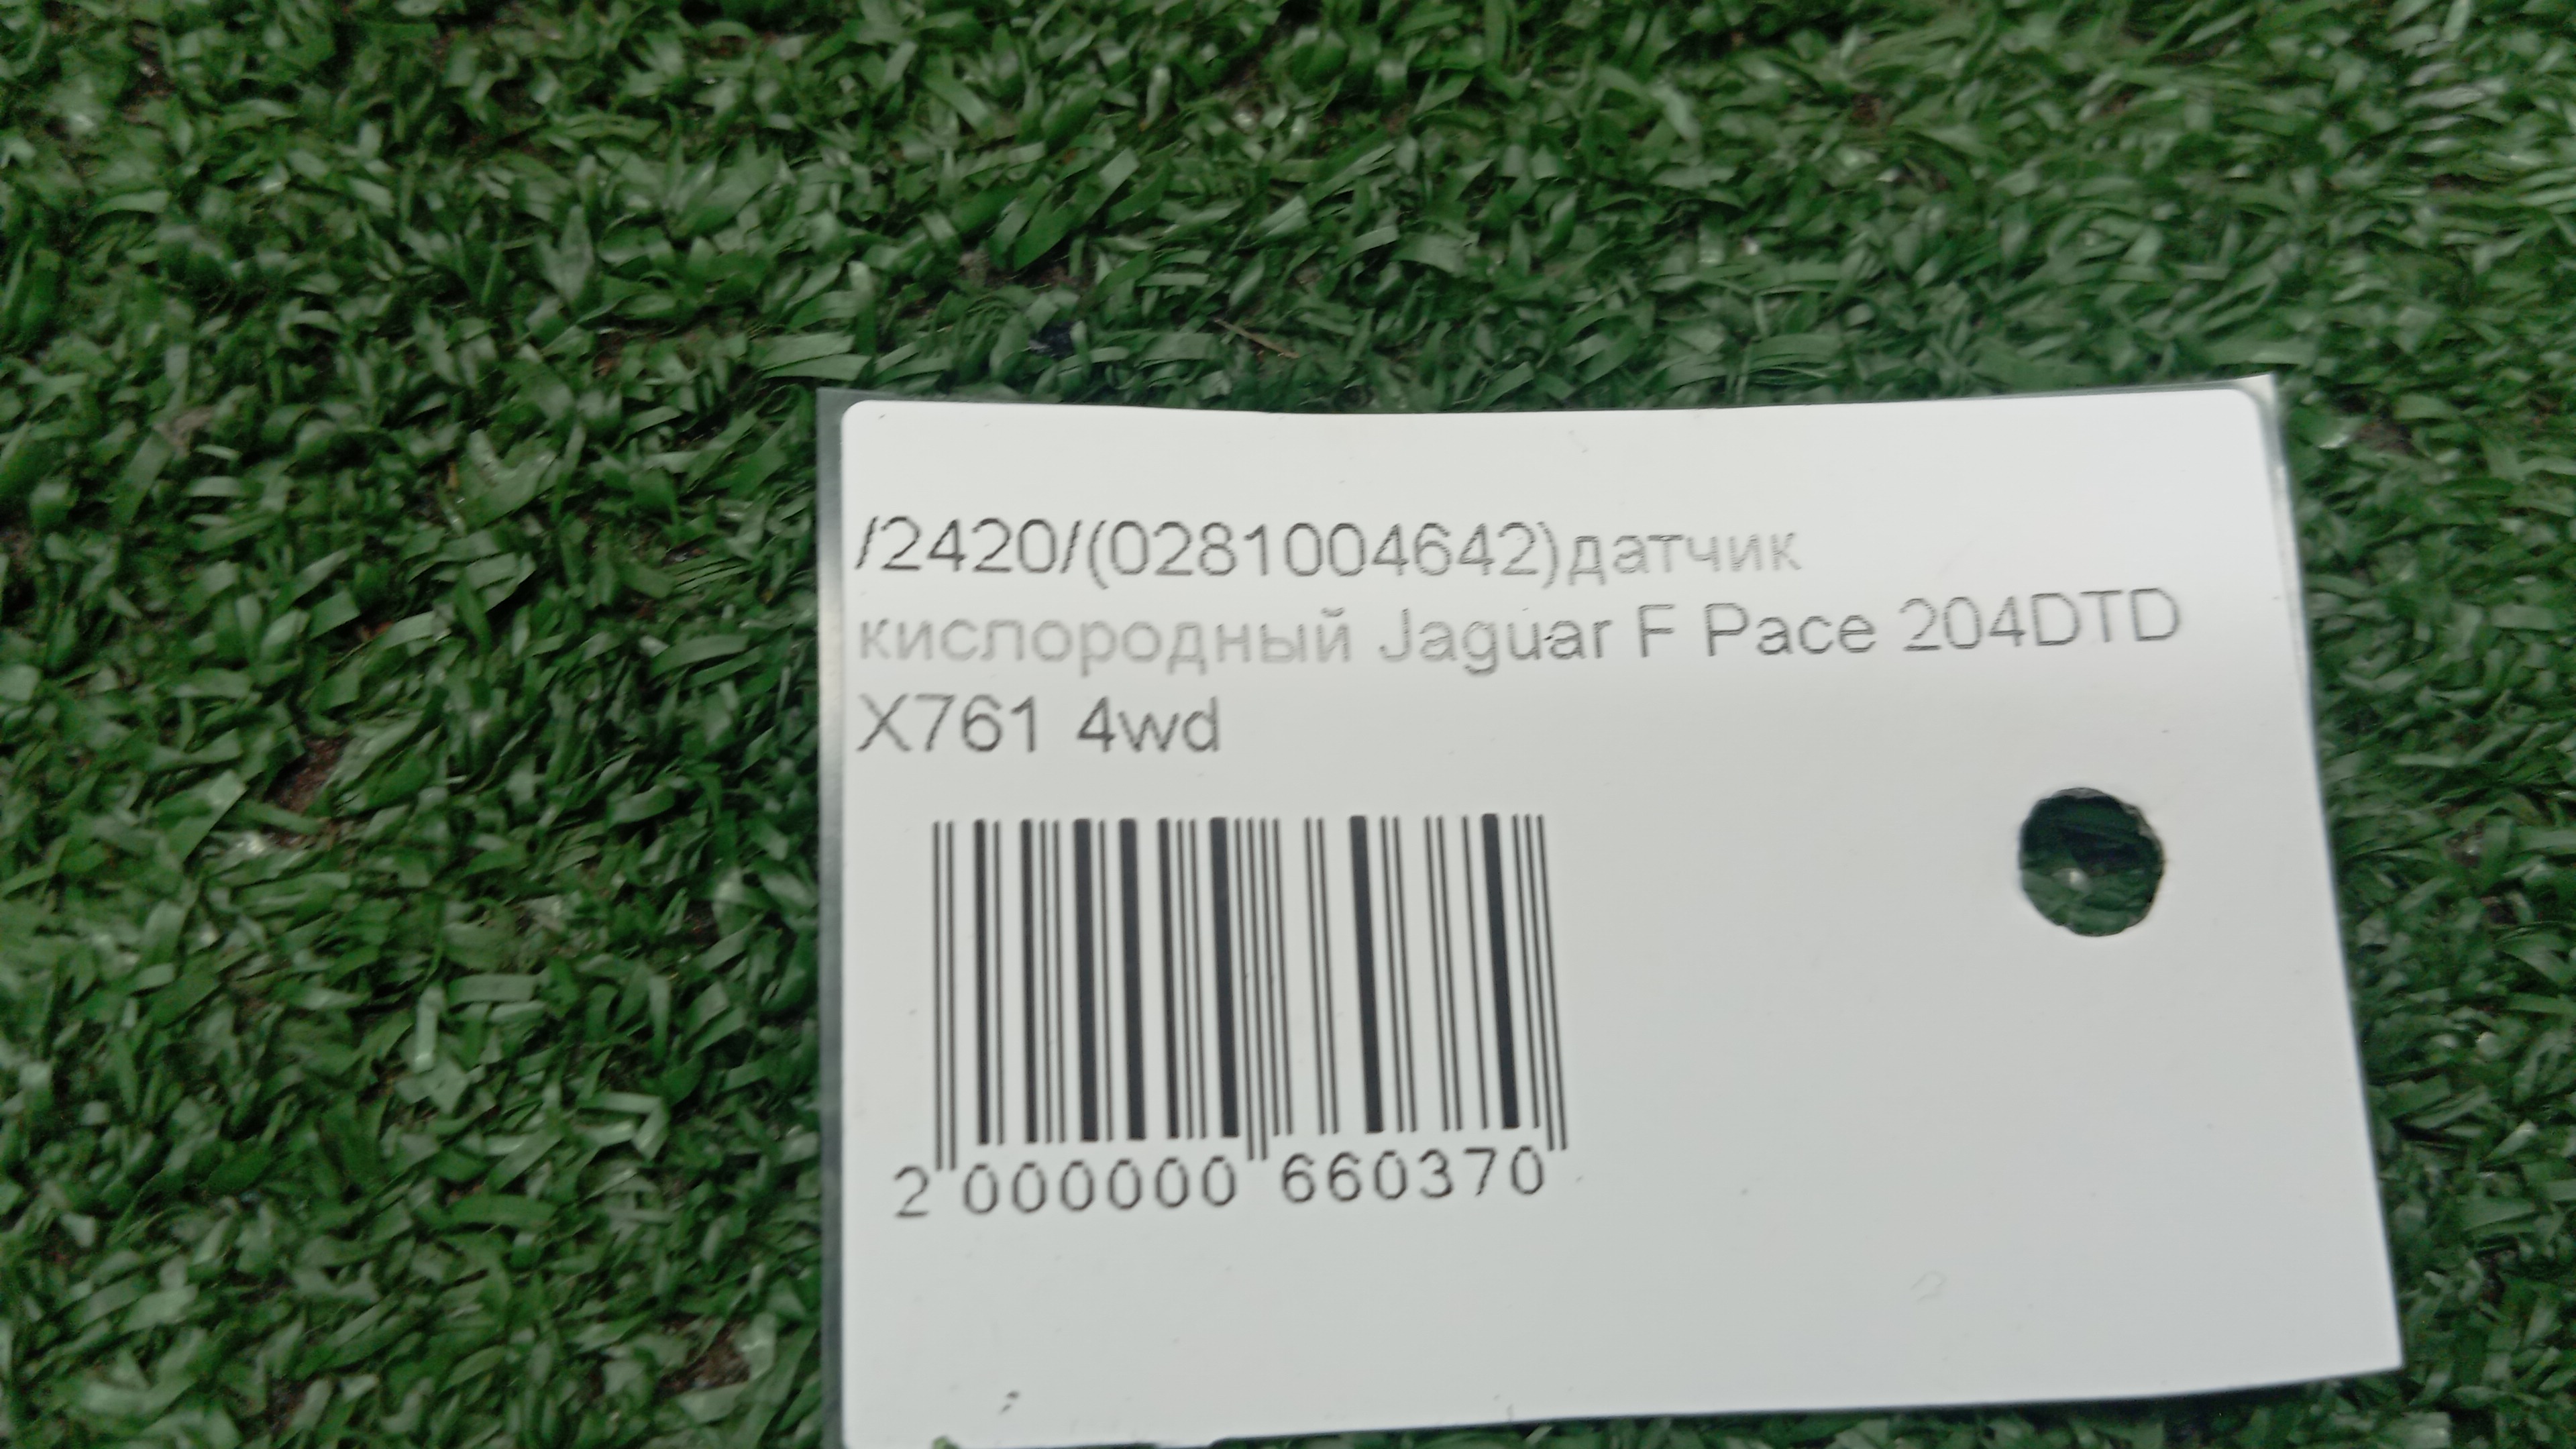 /2420/(0281004642)датчик
кислородный Jaguar F Pace 204DTD
X761 4wd
2 000000 660370